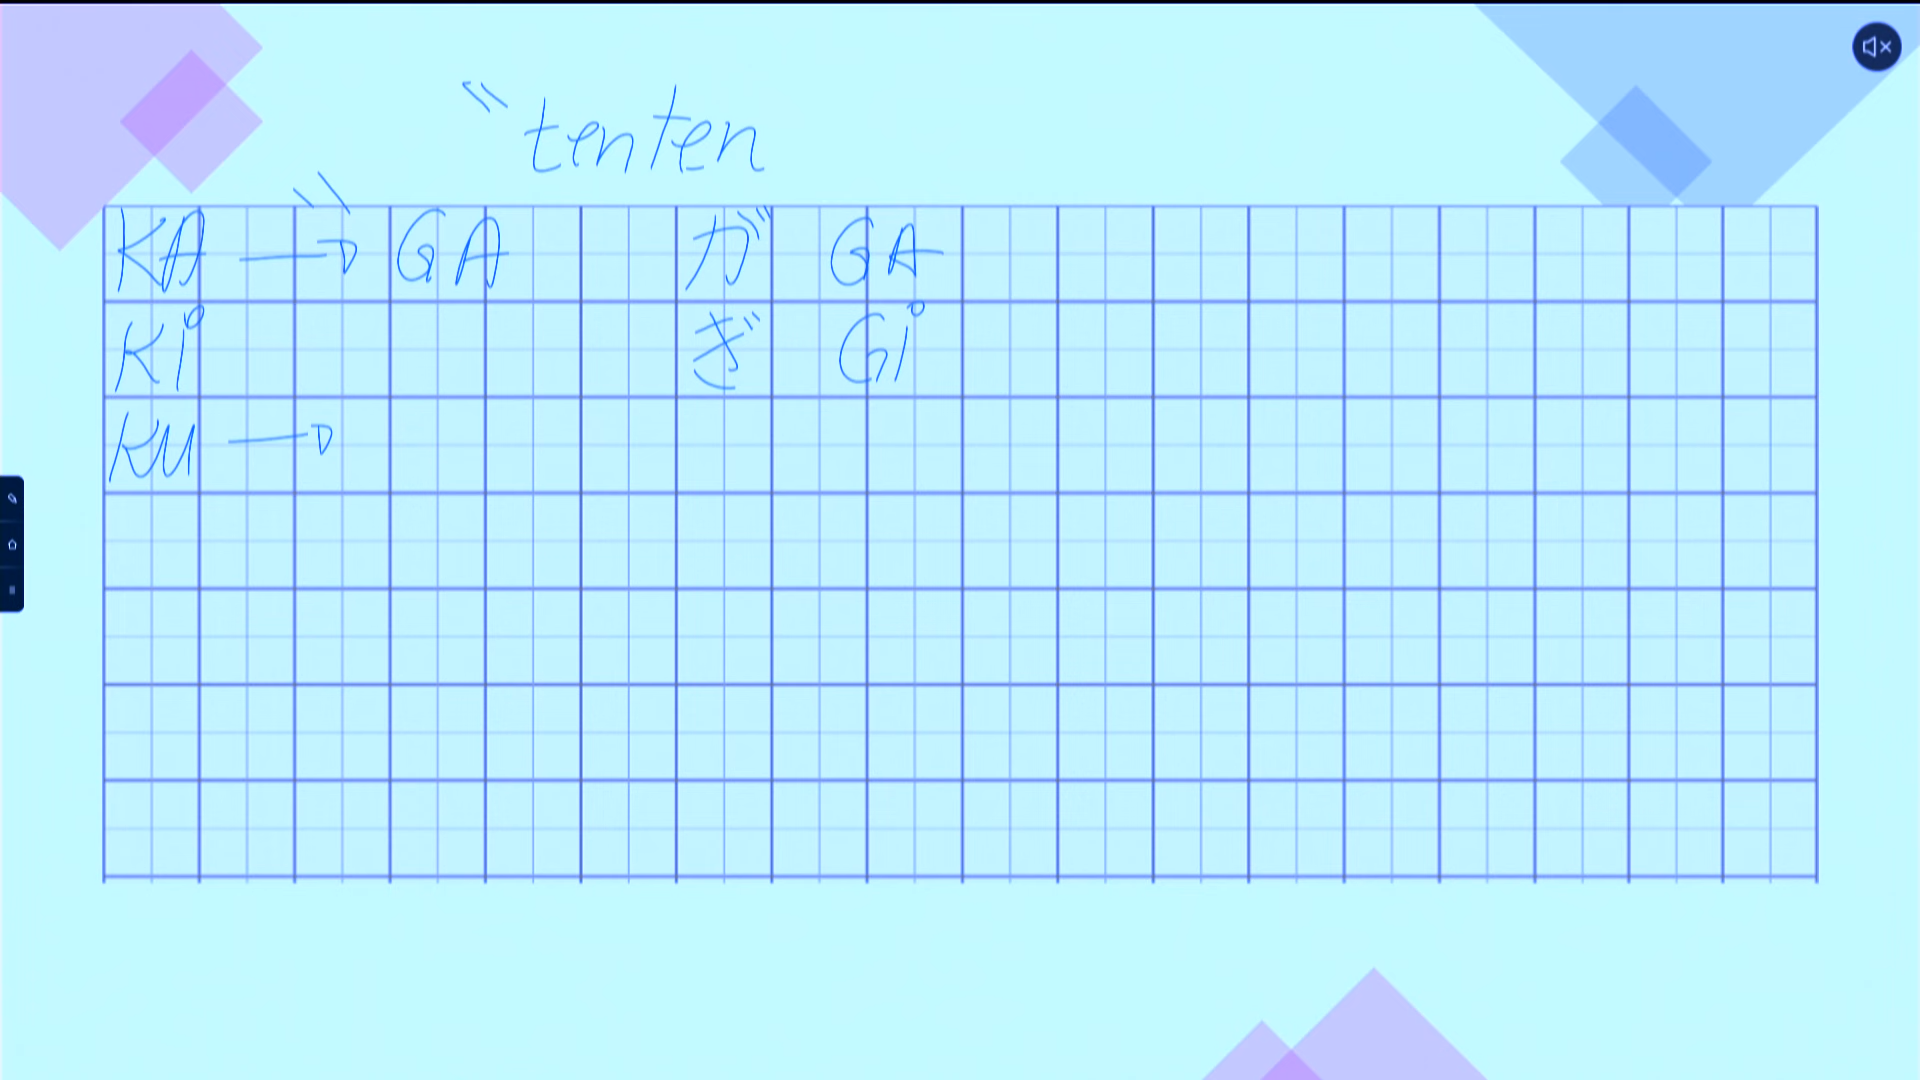 " tenten
KA → " GA が GA
Ki ぎ Gi
KU →